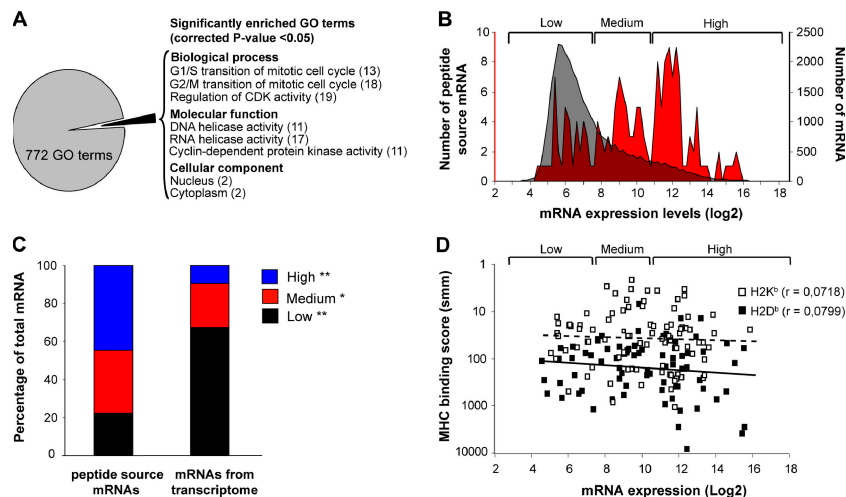 A
Significantly enriched GO terms
(corrected P-value <0.05)
Biological process
G1/S transition of mitotic cell cycle (13)
G2/M transition of mitotic cell cycle (18)
Regulation of CDK activity (19)
Molecular function
DNA helicase activity (11)
RNA helicase activity (17)
Cyclin-dependent protein kinase activity (11)
Cellular component
Nucleus (2)
Cytoplasm (2)
772 GO terms
B
Low Medium High
Number of peptide
source mRNA
10
8
6
4
2
0
2500
2000
1500
1000
500
0
Number of mRNA
2 4 6 8 10 12 14 16 18
mRNA expression levels (log2)
C
Percentage of total mRNA
100
80
60
40
20
0
High **
Medium *
Low **
peptide source
mRNAs
mRNAs from
transcriptome
D
Low Medium High
MHC binding score (smm)
1
10
100
1000
10000
H2Kᵇ (r = 0,0718)
H2Dᵇ (r = 0,0799)
2 4 6 8 10 12 14 16 18
mRNA expression (Log2)